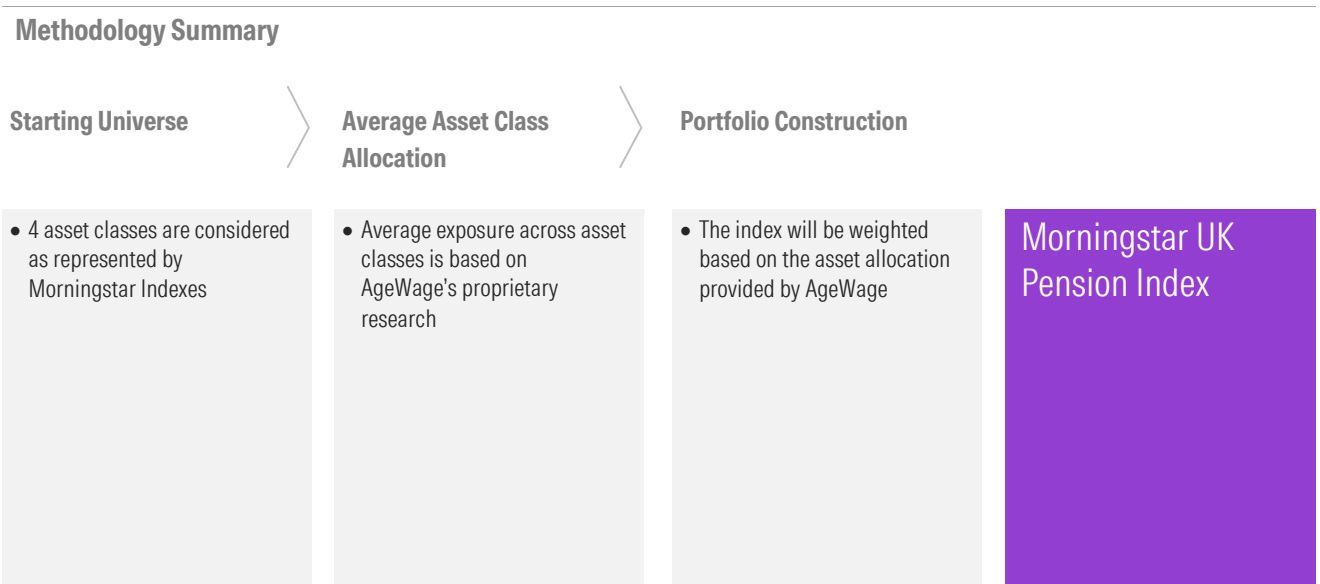 Methodology Summary
Starting Universe
Average Asset Class
Allocation
Portfolio Construction
• 4 asset classes are considered
as represented by
Morningstar Indexes
• Average exposure across asset
classes is based on
AgeWage's proprietary
research
• The index will be weighted
based on the asset allocation
provided by AgeWage
Morningstar UK
Pension Index